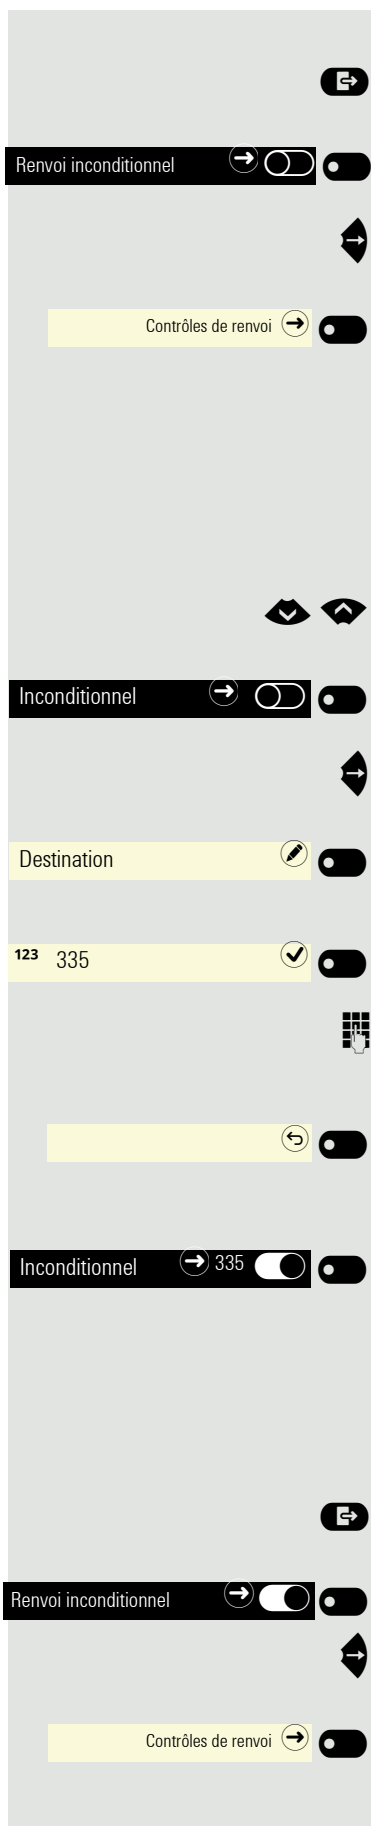 Renvoi inconditionnel
Contrôles de renvoi
Inconditionnel
Destination
123 335
Inconditionnel 335
Renvoi inconditionnel
Contrôles de renvoi